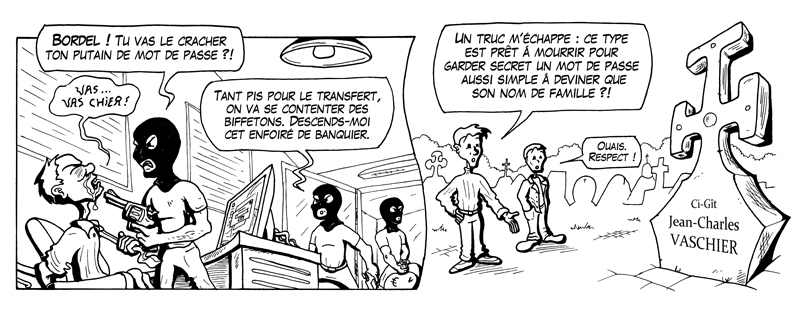 BORDEL ! TU VAS LE CRACHER
TON PUTAIN DE MOT DE PASSE ?!
VAS...
VAS CHIER !
TANT PIS POUR LE TRANSFERT,
ON VA SE CONTENTER DES
BIFFETONS. DESCENDS-MOI
CET ENFOIRÉ DE BANQUIER.
UN TRUC M'ÉCHAPPE : CE TYPE
EST PRÊT À MOURRIR POUR
GARDER SECRET UN MOT DE PASSE
AUSSI SIMPLE À DEVINER QUE
SON NOM DE FAMILLE ?!
OUAIS.
RESPECT !
Ci-Gît
Jean-Charles
VASCHIER
€